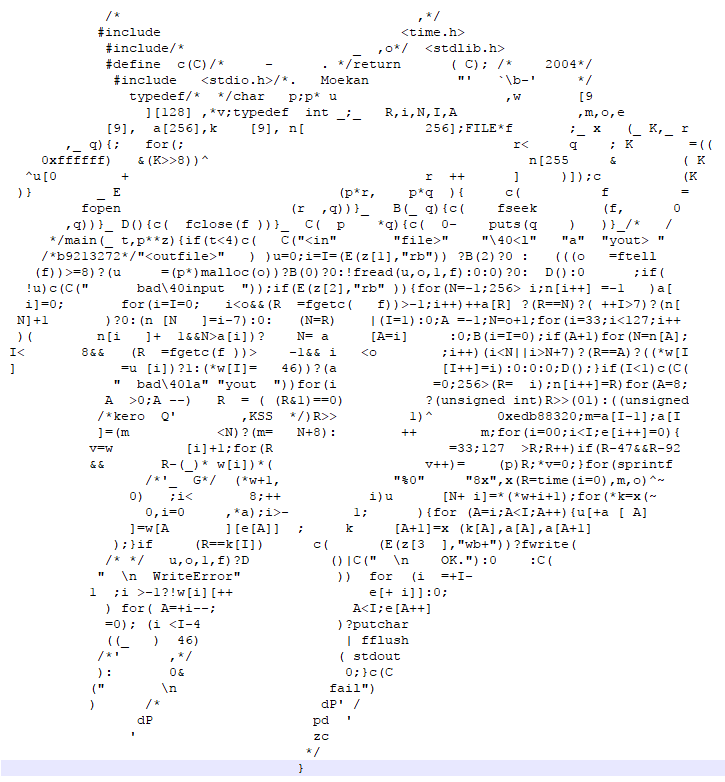 /* ,*/
#include <time.h>
#include/* _ ,o*/ <stdlib.h>
#define c(C)/* - . */return ( C); /* 2004*/
#include <stdio.h>/*. Moekan "' `\b-' */
typedef/* */char p;p* u ,w [9
][128] ,*v;typedef int _;_ R,i,N,I,A ,m,o,e
[9], a[256],k [9], n[ 256];FILE*f ;_ x (_ K,_ r
,_ q){; for(; r< q ; K =((
0xffffff) &(K>>8))^ n[255 & ( K
^u[0 + r ++ ] )]);c (K
)} _ E (p*r, p*q ){ c( f =
fopen (r ,q))}_ B(_ q){c( fseek (f, 0
,q))}_ D(){c( fclose(f ))}_ C( p *q){c( 0- puts(q ) )}_/* /
*/main(_ t,p**z){if(t<4)c( C("<in" "file>" "\40<l" "a" "yout> "
/*b9213272*/"<outfile>" ) )u=0;i=I=(E(z[1],"rb")) ?B(2)?0 : (((o =ftell
(f))>=8)?(u =(p*)malloc(o))?B(0)?0:!fread(u,o,1,f):0:0)?0: D():0 ;if(
!u)c(C(" bad\40input "));if(E(z[2],"rb" )){for(N=-1;256> i;n[i++] =-1 )a[
i]=0; for(i=I=0; i<o&&(R =fgetc( f))>-1;i++)++a[R] ?(R==N)?( ++I>7)?(n[
N]+1 )?0:(n [N ]=i-7):0: (N=R) |(I=1):0;A =-1;N=o+1;for(i=33;i<127;i++
)( n[i ]+ 1&&N>a[i])? N= a [A=i] :0;B(i=I=0);if(A+1)for(N=n[A];
I< 8&& (R =fgetc(f ))> -1&& i <o ;i++)(i<N||i>N+7)?(R==A)?((*w[I
] =u [i])?1:(*w[I]= 46))?(a [I++]=i):0:0:0;D();}if(I<1)c(C(
" bad\40la" "yout "))for(i =0;256>(R= i);n[i++]=R)for(A=8;
A >0;A --) R = ( (R&1)==0) ?(unsigned int)R>>(01):((unsigned
/*kero Q' ,KSS */)R>> 1)^ 0xedb88320;m=a[I-1];a[I
]=(m <N)?(m= N+8): ++ m;for(i=00;i<I;e[i++]=0){
v=w [i]+1;for(R =33;127 >R;R++)if(R-47&&R-92
&& R-(_)* w[i])*( v++)= (p)R;*v=0;}for(sprintf
/*'_ G*/ (*w+1, "%0" "8x",x(R=time(i=0),m,o)^~
0) ;i< 8;++ i)u [N+ i]=*(*w+i+1);for(*k=x(~
0,i=0 ,*a);i>- 1; ){for (A=i;A<I;A++){u[+a [ A]
]=w[A ][e[A]] ; k [A+1]=x (k[A],a[A],a[A+1]
);}if (R==k[I]) c( (E(z[3 ],"wb+"))?fwrite(
/* */ u,o,1,f)?D ()|C(" \n OK."):0 :C(
" \n WriteError" )) for (i =+I-
1 ;i >-1?!w[i][++ e[+ i]]:0;
) for( A=+i--; A<I;e[A++]
=0); (i <I-4 )?putchar
((_ ) 46) | fflush
/*' ,*/ ( stdout
): 0& 0;}c(C
(" \n fail")
) /* dP' /
dP pd '
' zc
*/
}